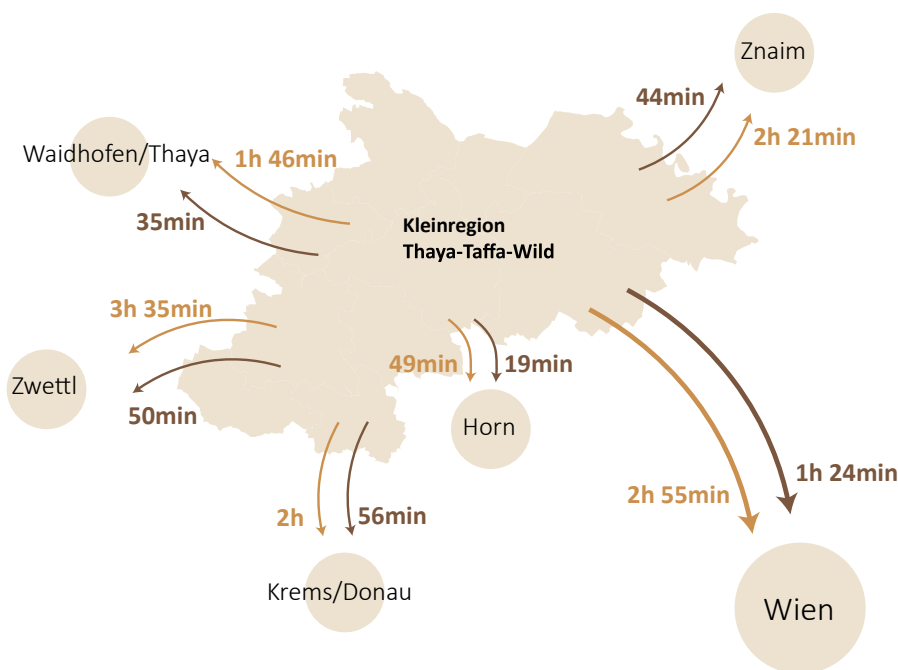 Znaim
44min
2h 21min
Waidhofen/Thaya
1h 46min
35min
Kleinregion
Thaya-Taffa-Wild
3h 35min
Zwettl
50min
49min
19min
Horn
2h
56min
2h 55min
1h 24min
Krems/Donau
Wien